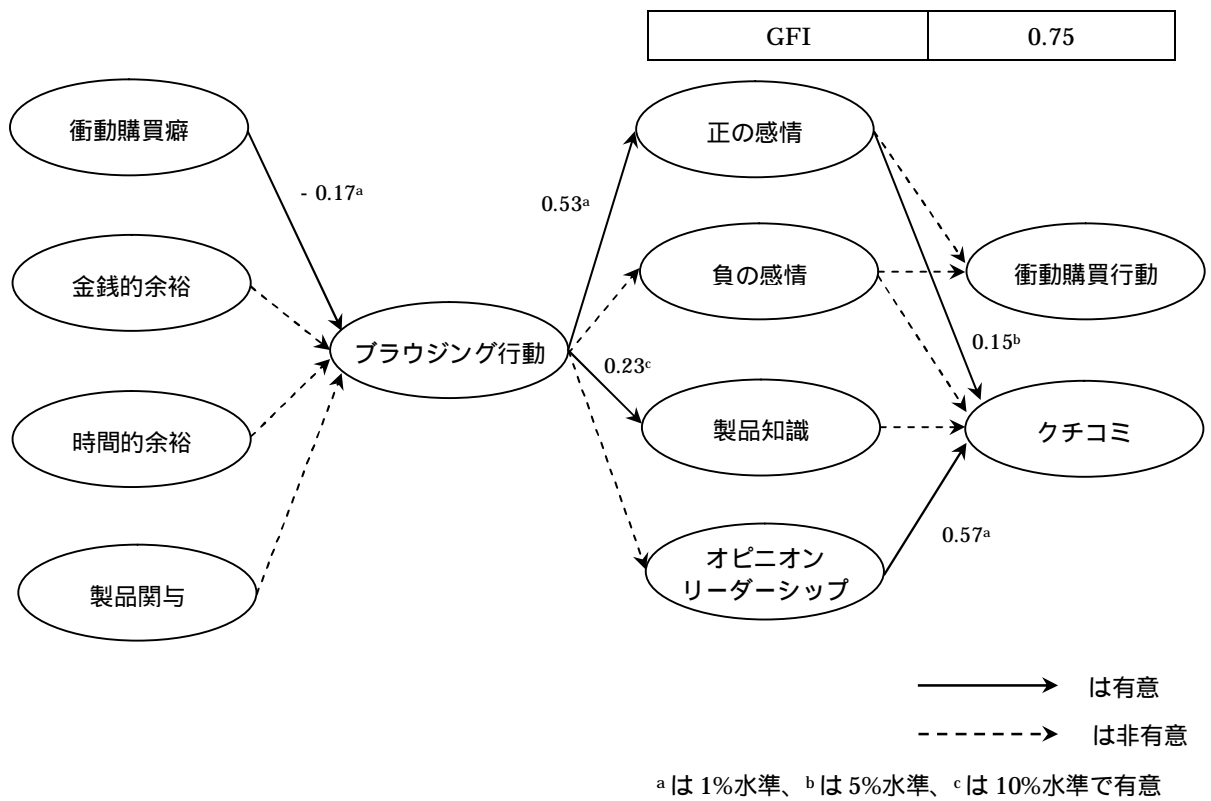 GFI 0.75
衝動購買癖
正の感情
- 0.17ᵃ
0.53ᵃ
金銭的余裕
負の感情
衝動購買行動
ブラウジング行動
0.15ᵇ
0.23ᶜ
時間的余裕
製品知識
クチコミ
0.57ᵃ
製品関与
オピニオン
リーダーシップ
は有意
は非有意
ᵃ は 1%水準、ᵇ は 5%水準、ᶜ は 10%水準で有意